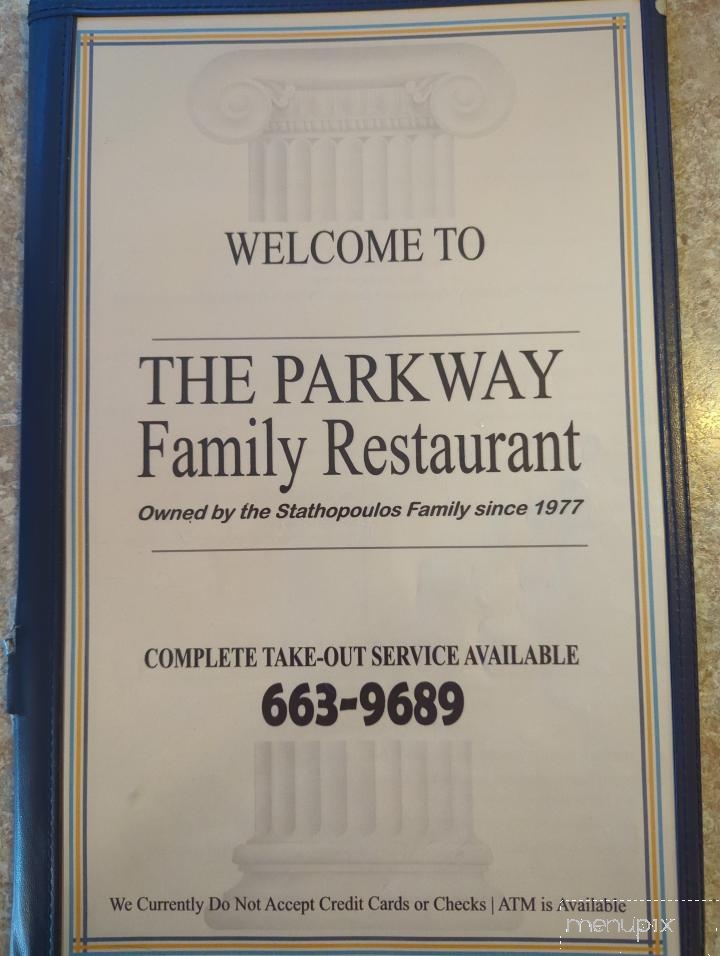 WELCOME TO
THE PARKWAY
Family Restaurant
Owned by the Stathopoulos Family since 1977
COMPLETE TAKE-OUT SERVICE AVAILABLE
663-9689
We Currently Do Not Accept Credit Cards or Checks | ATM is Available
menupix